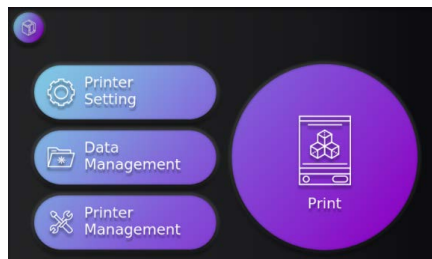 Printer
Setting
Data
Management
Printer
Management
Print